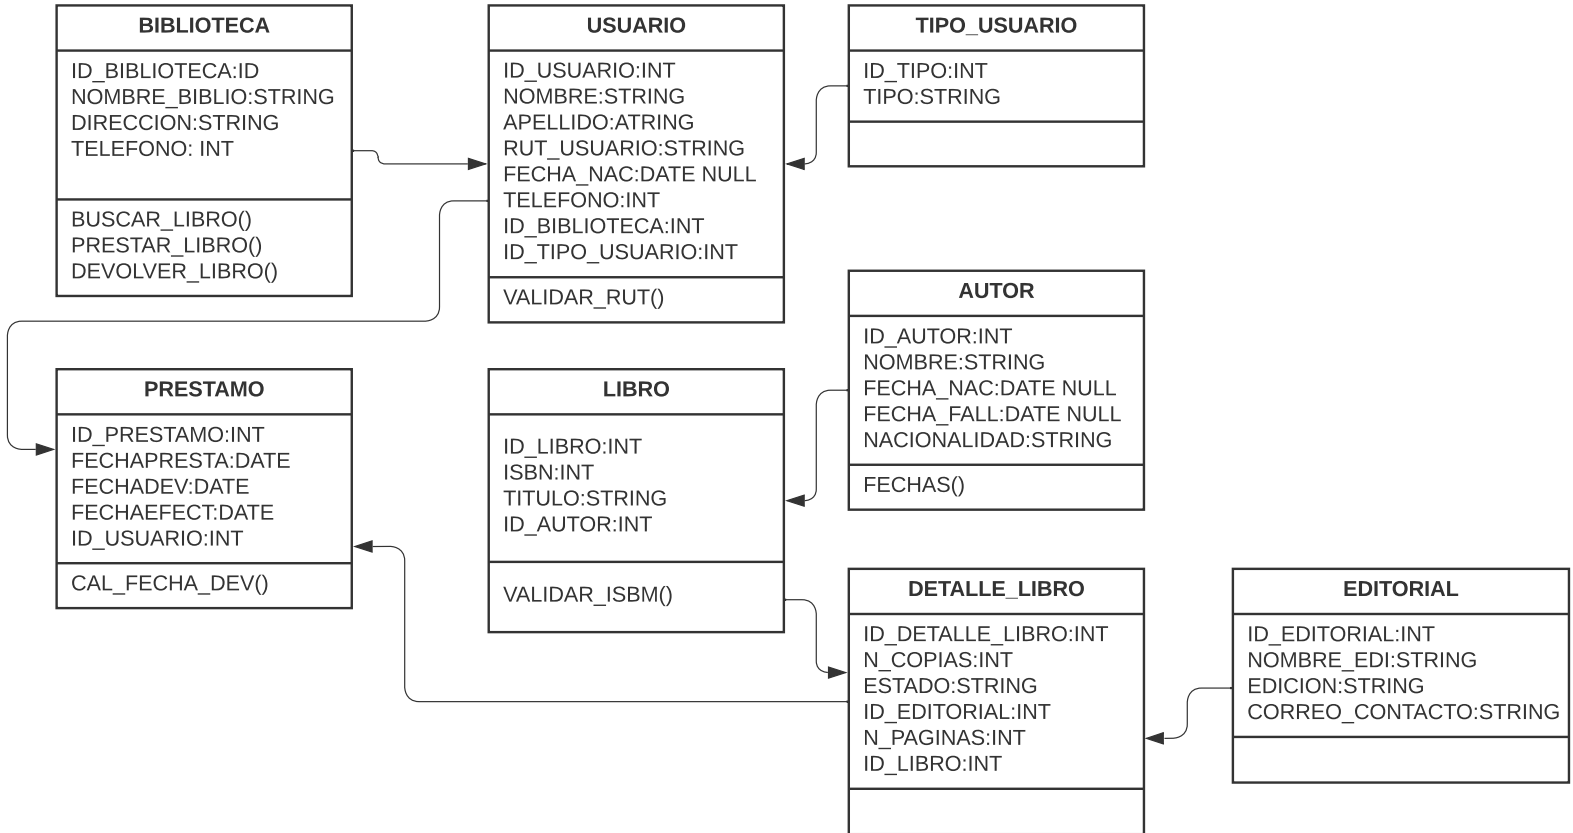 BIBLIOTECA
ID_BIBLIOTECA:ID
NOMBRE_BIBLIO:STRING
DIRECCION:STRING
TELEFONO: INT
BUSCAR_LIBRO()
PRESTAR_LIBRO()
DEVOLVER_LIBRO()
USUARIO
ID_USUARIO:INT
NOMBRE:STRING
APELLIDO:ATRING
RUT_USUARIO:STRING
FECHA_NAC:DATE NULL
TELEFONO:INT
ID_BIBLIOTECA:INT
ID_TIPO_USUARIO:INT
VALIDAR_RUT()
TIPO_USUARIO
ID_TIPO:INT
TIPO:STRING
AUTOR
ID_AUTOR:INT
NOMBRE:STRING
FECHA_NAC:DATE NULL
FECHA_FALL:DATE NULL
NACIONALIDAD:STRING
FECHAS()
PRESTAMO
ID_PRESTAMO:INT
FECHAPRESTA:DATE
FECHADEV:DATE
FECHAEFECT:DATE
ID_USUARIO:INT
CAL_FECHA_DEV()
LIBRO
ID_LIBRO:INT
ISBN:INT
TITULO:STRING
ID_AUTOR:INT
VALIDAR_ISBM()
DETALLE_LIBRO
ID_DETALLE_LIBRO:INT
N_COPIAS:INT
ESTADO:STRING
ID_EDITORIAL:INT
N_PAGINAS:INT
ID_LIBRO:INT
EDITORIAL
ID_EDITORIAL:INT
NOMBRE_EDI:STRING
EDICION:STRING
CORREO_CONTACTO:STRING